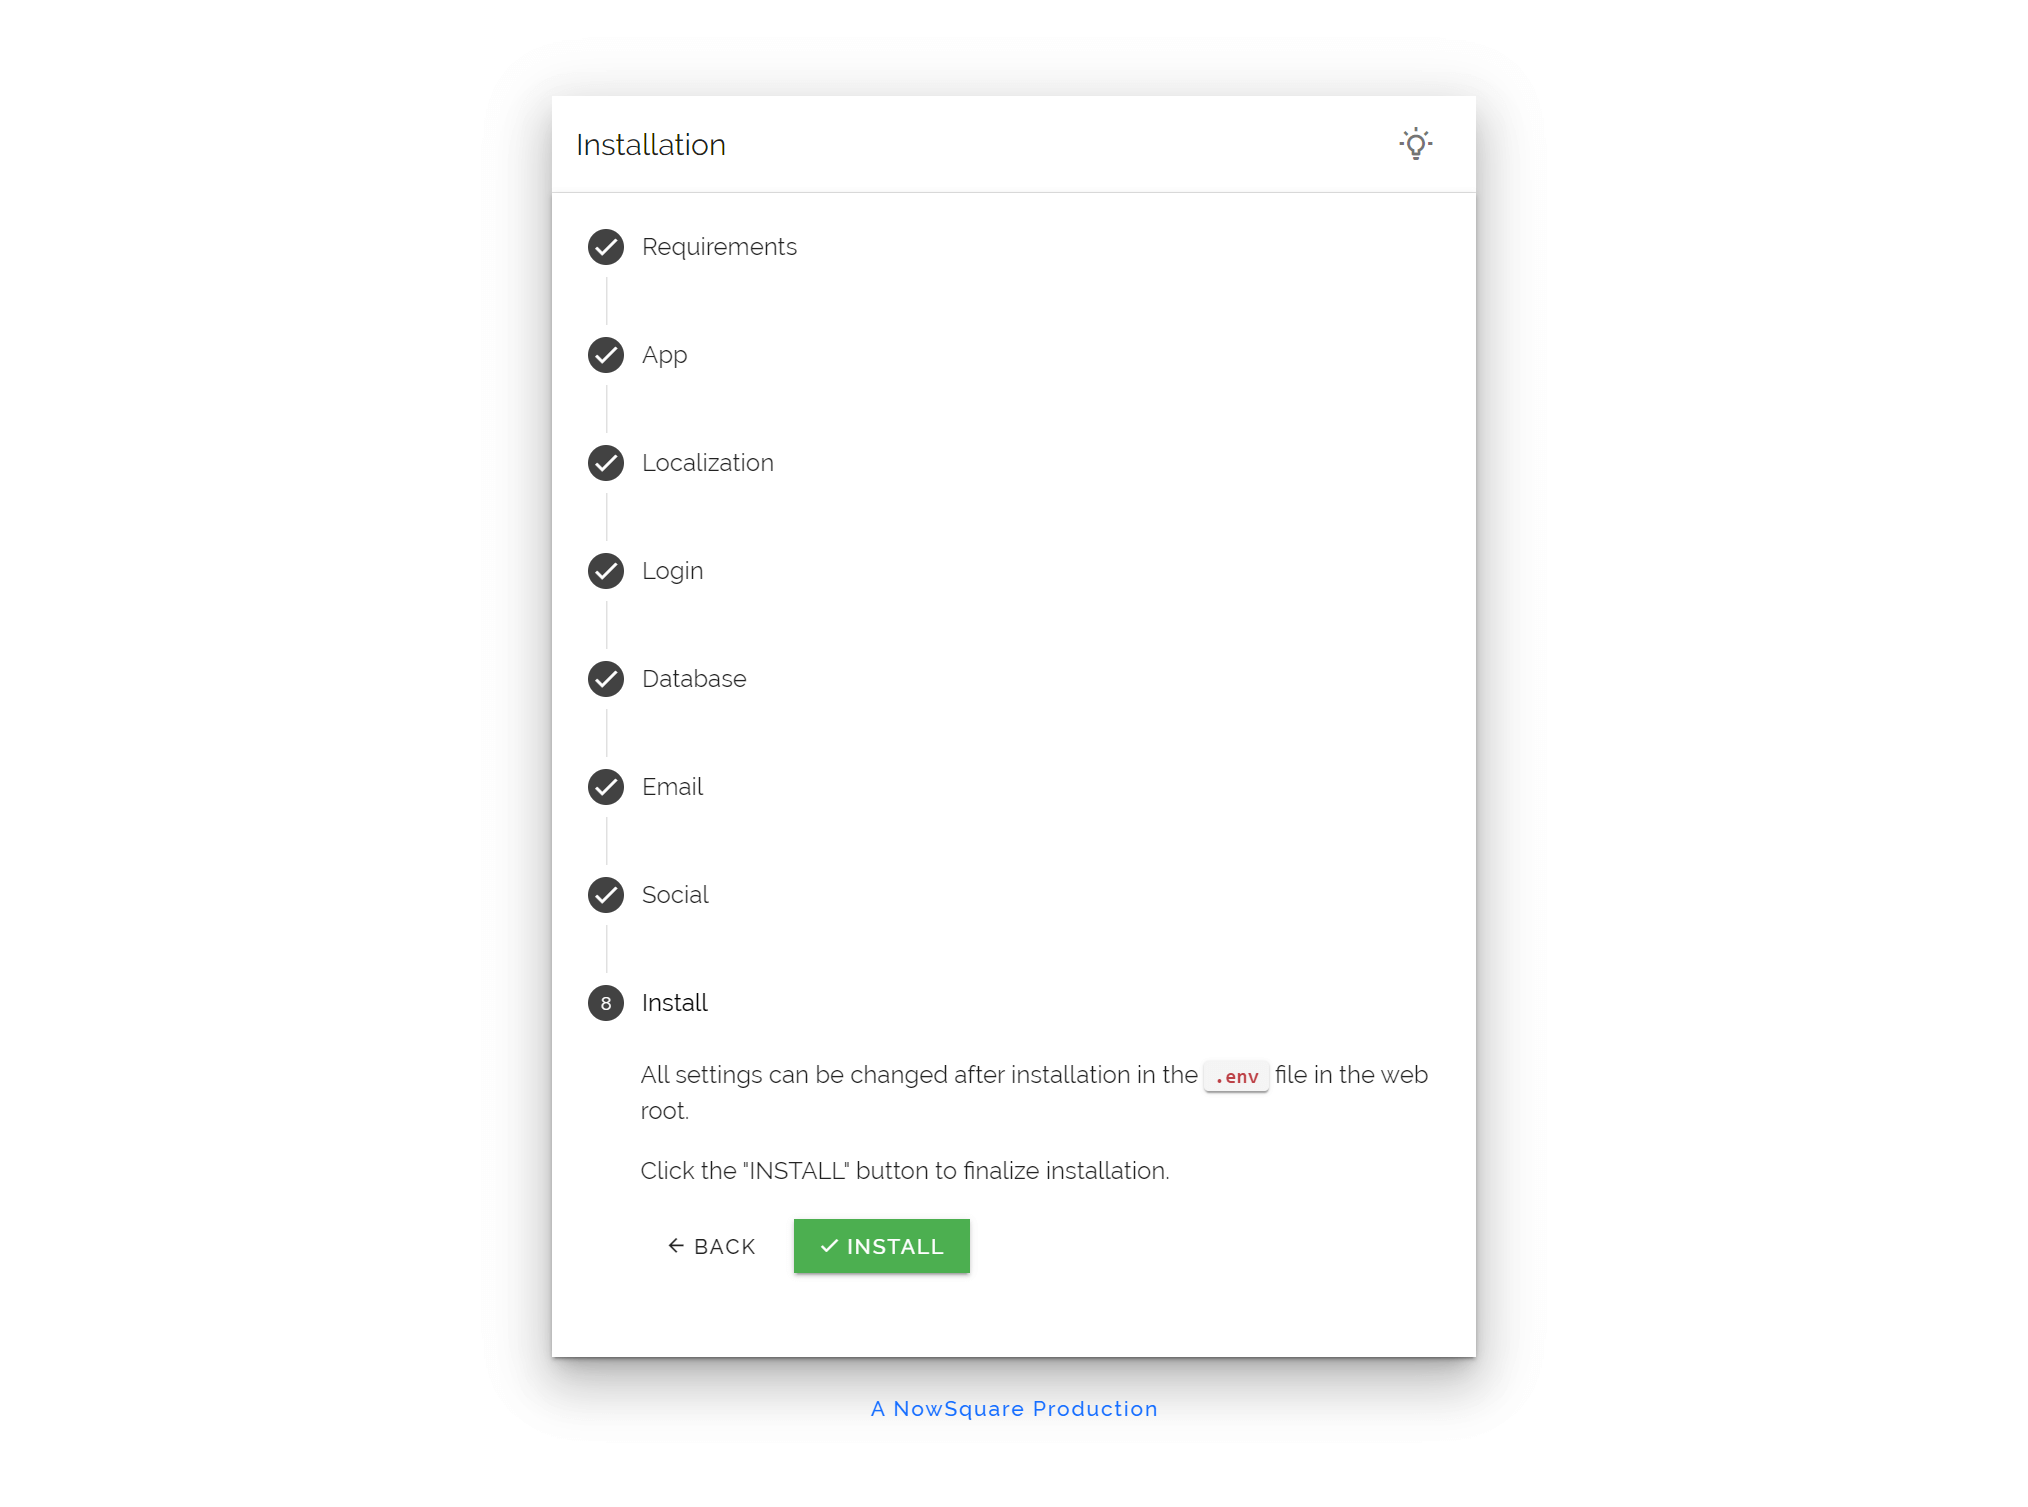 Installation
Requirements
App
Localization
Login
Database
Email
Social
8 Install
All settings can be changed after installation in the .env file in the web
root.
Click the "INSTALL" button to finalize installation.
BACK INSTALL
A NowSquare Production